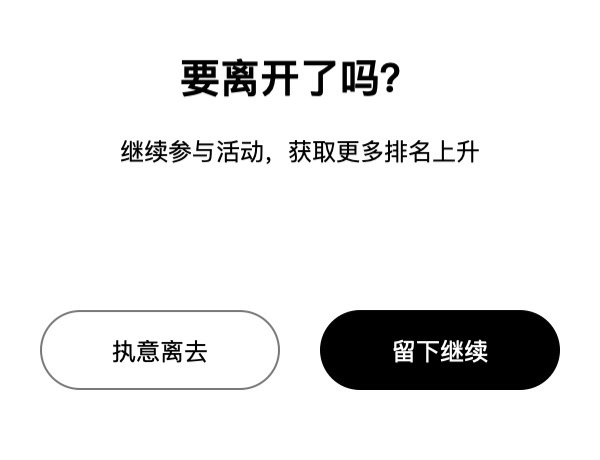 要离开了吗?
继续参与活动，获取更多排名上升
执意离去
留下继续